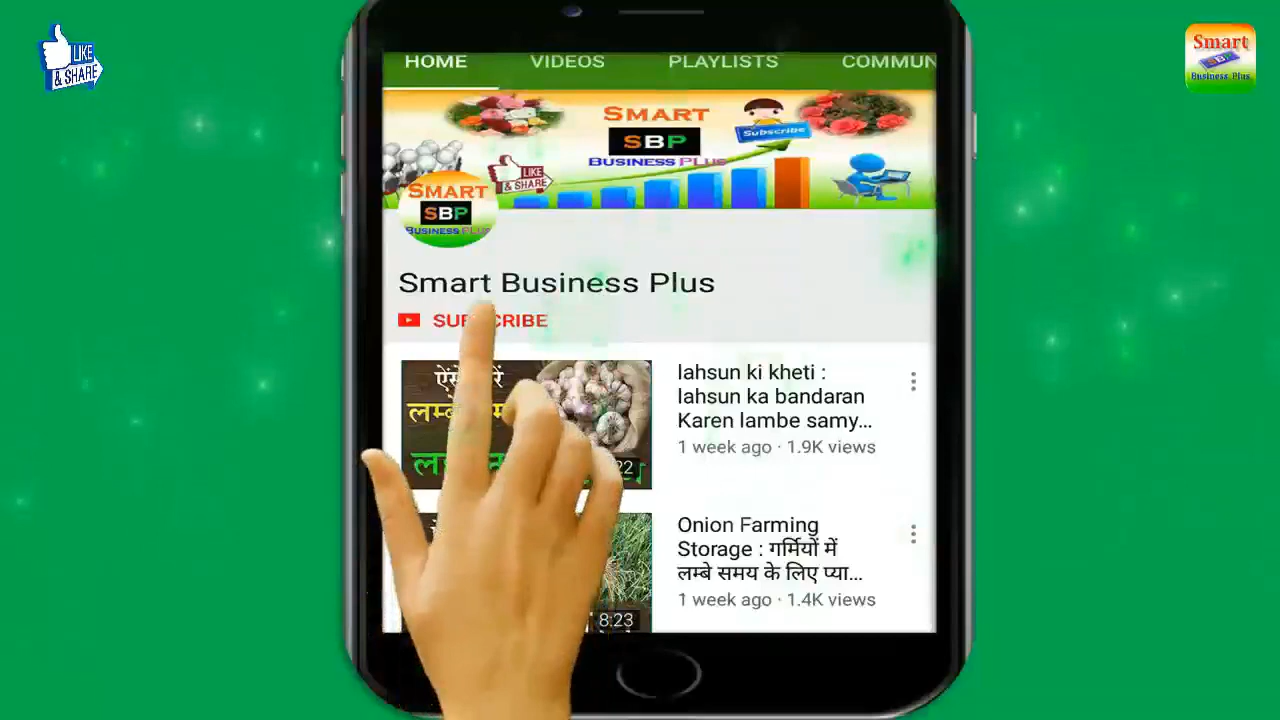 LIKE
& SHARE
Smart
Business Plus
HOME VIDEOS PLAYLISTS COMMUN
SMART
SBP
BUSINESS PLUS
Subscribe
LIKE
& SHARE
SMART
SBP
BUSINESS PLUS
Smart Business Plus
SUBSCRIBE
lahsun ki kheti :
lahsun ka bandaran
Karen lambe samy...
1 week ago · 1.9K views
Onion Farming
Storage : गर्मियों में
लम्बे समय के लिए प्या...
1 week ago · 1.4K views
8:23